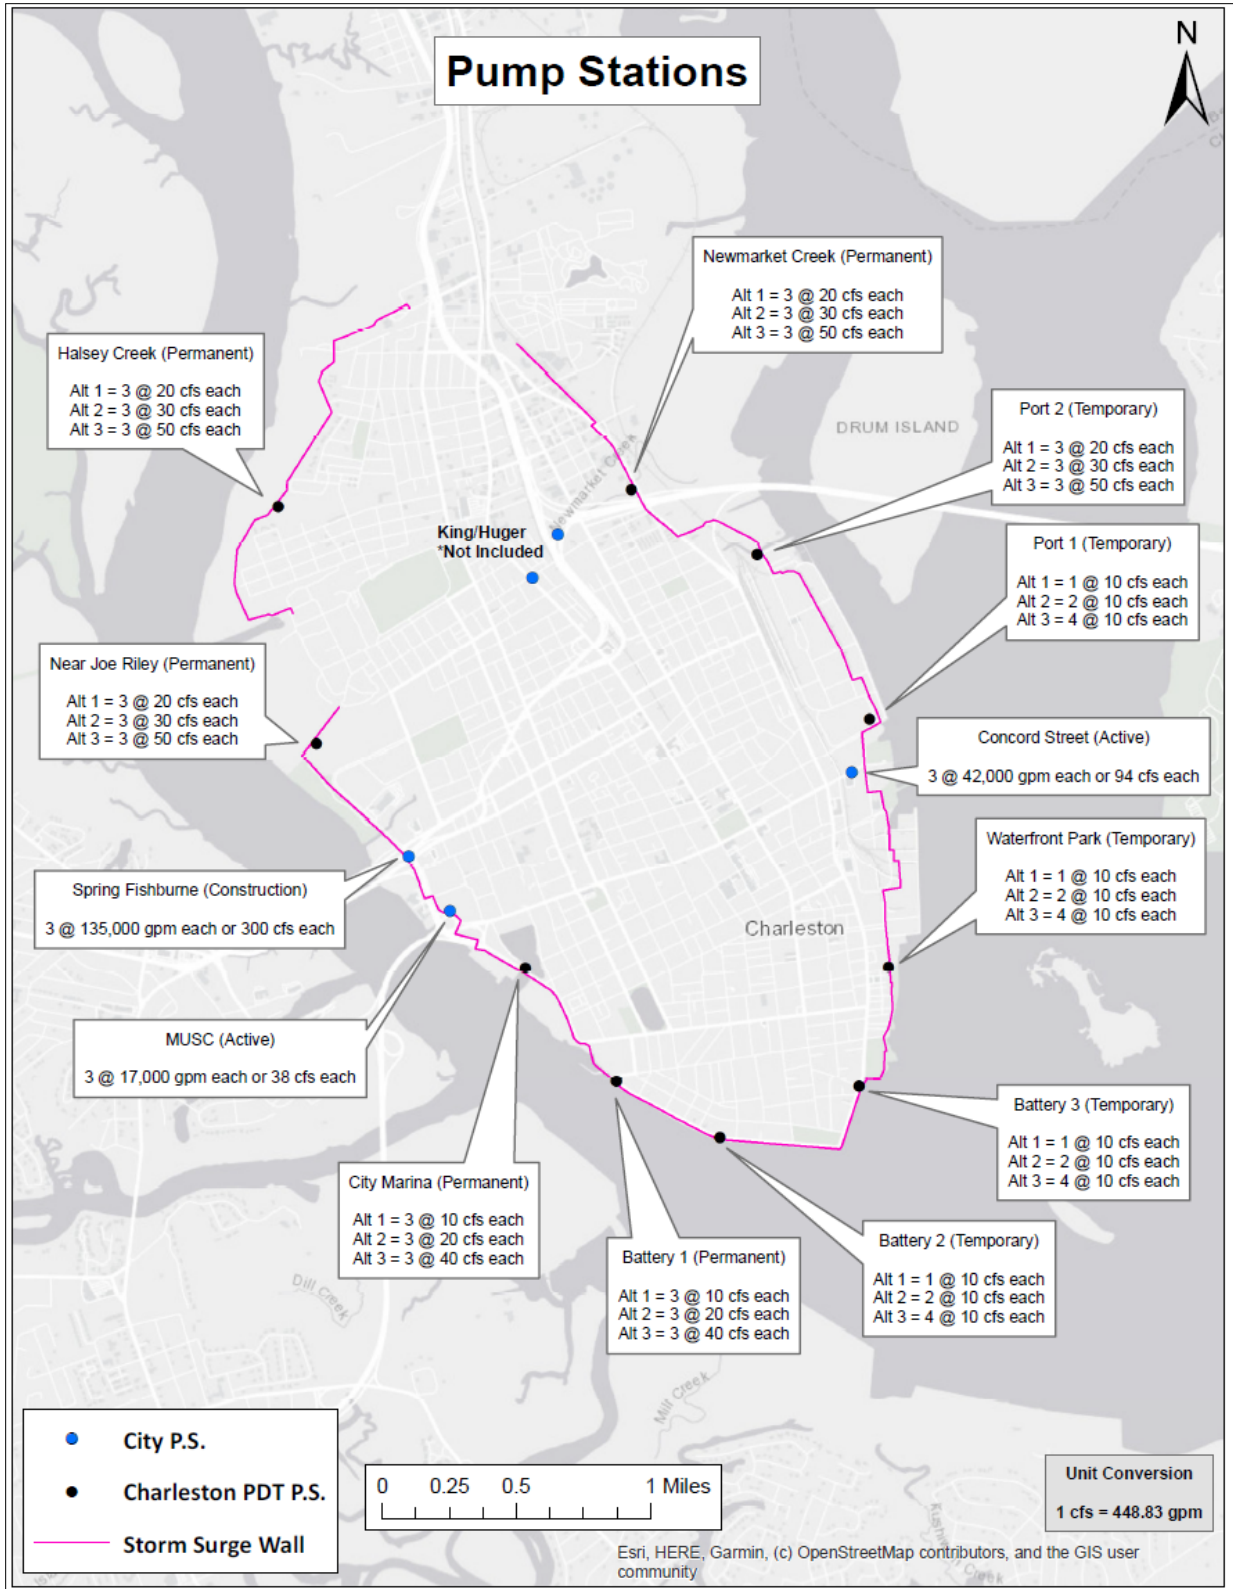 Pump Stations
N
Newmarket Creek (Permanent)
Alt 1 = 3 @ 20 cfs each
Alt 2 = 3 @ 30 cfs each
Alt 3 = 3 @ 50 cfs each
Halsey Creek (Permanent)
Alt 1 = 3 @ 20 cfs each
Alt 2 = 3 @ 30 cfs each
Alt 3 = 3 @ 50 cfs each
Port 2 (Temporary)
Alt 1 = 3 @ 20 cfs each
Alt 2 = 3 @ 30 cfs each
Alt 3 = 3 @ 50 cfs each
DRUM ISLAND
Newmarket Creek
King/Huger
*Not Included
Port 1 (Temporary)
Alt 1 = 1 @ 10 cfs each
Alt 2 = 2 @ 10 cfs each
Alt 3 = 4 @ 10 cfs each
Near Joe Riley (Permanent)
Alt 1 = 3 @ 20 cfs each
Alt 2 = 3 @ 30 cfs each
Alt 3 = 3 @ 50 cfs each
Concord Street (Active)
3 @ 42,000 gpm each or 94 cfs each
Waterfront Park (Temporary)
Alt 1 = 1 @ 10 cfs each
Alt 2 = 2 @ 10 cfs each
Alt 3 = 4 @ 10 cfs each
Spring Fishburne (Construction)
3 @ 135,000 gpm each or 300 cfs each
Charleston
MUSC (Active)
3 @ 17,000 gpm each or 38 cfs each
Battery 3 (Temporary)
Alt 1 = 1 @ 10 cfs each
Alt 2 = 2 @ 10 cfs each
Alt 3 = 4 @ 10 cfs each
City Marina (Permanent)
Alt 1 = 3 @ 10 cfs each
Alt 2 = 3 @ 20 cfs each
Alt 3 = 3 @ 40 cfs each
Battery 1 (Permanent)
Alt 1 = 3 @ 10 cfs each
Alt 2 = 3 @ 20 cfs each
Alt 3 = 3 @ 40 cfs each
Battery 2 (Temporary)
Alt 1 = 1 @ 10 cfs each
Alt 2 = 2 @ 10 cfs each
Alt 3 = 4 @ 10 cfs each
Dill Creek
Mill Creek
City P.S.
Charleston PDT P.S.
Storm Surge Wall
0 0.25 0.5 1 Miles
Unit Conversion
1 cfs = 448.83 gpm
Esri, HERE, Garmin, (c) OpenStreetMap contributors, and the GIS user
community